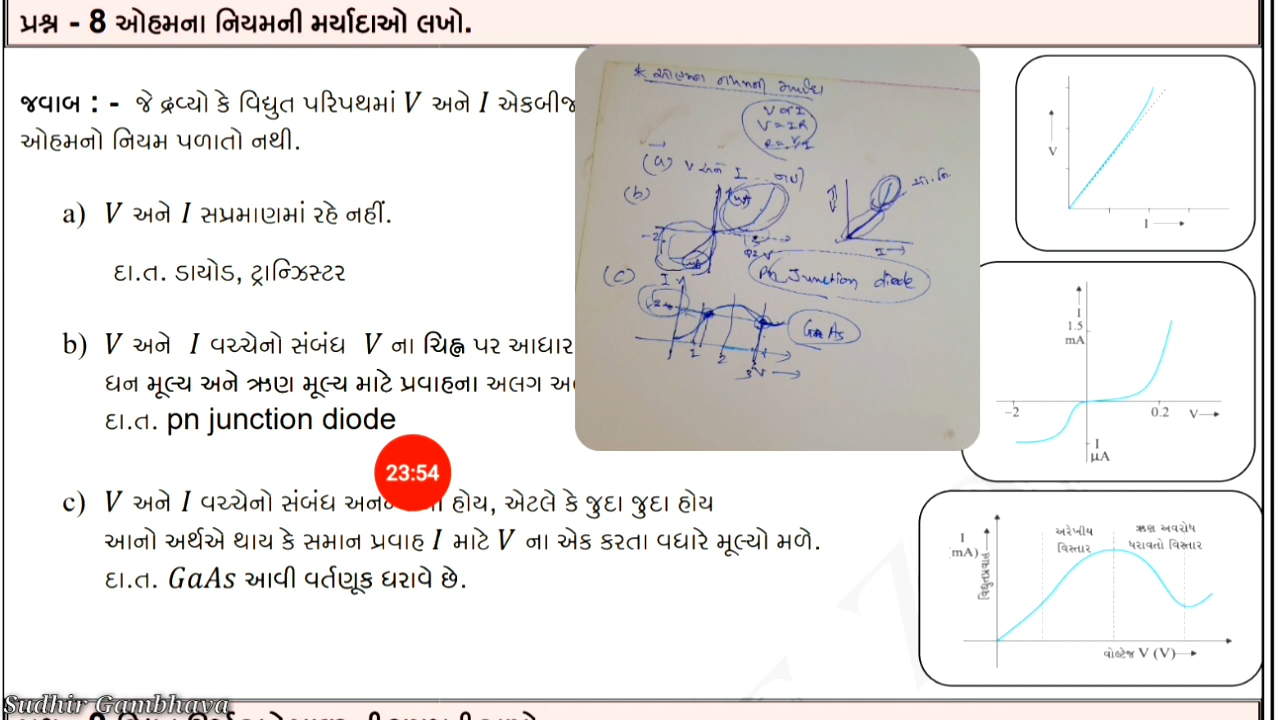 પ્રશ્ન - 8 ઓહમના નિયમની મર્યાદાઓ લખો.
જવાબ : - જે દ્રવ્યો કે વિદ્યુત પરિપથમાં V અને I એકબીજ
ઓહમનો નિયમ પળાતો નથી.
a) V અને I સપ્રમાણમાં રહે નહીં.
દા.ત. ડાયોડ, ટ્રાન્ઝિસ્ટર
b) V અને I વચ્ચેનો સંબંધ V ના ચિહ્ન પર આધાર
ધન મૂલ્ય અને ઋણ મૂલ્ય માટે પ્રવાહના અલગ
દા.ત. pn junction diode
23:54
c) V અને I વચ્ચેનો સંબંધ હોય, એટલે કે જુદા જુદા હોય
આનો અર્થએ થાય કે સમાન પ્રવાહ I માટે V ના એક કરતા વધારે મૂલ્યો મળે.
દા.ત. GaAs આવી વર્તણૂક ધરાવે છે.
V ∝ I
V = IR
(a) V અને I
(b)
-2
Pn Junction diode
(c)
I
GaAs
1 2 3V
V
I
I
1.5
mA
-2 0.2 V
I
μA
I
(mA)
અરેખીય
વિસ્તાર
ઋણ અવરોધ
ધરાવતો વિસ્તાર
વિદ્યુતપ્રવાહ
વોલ્ટેજ V (V)
Sudhir Gambhava